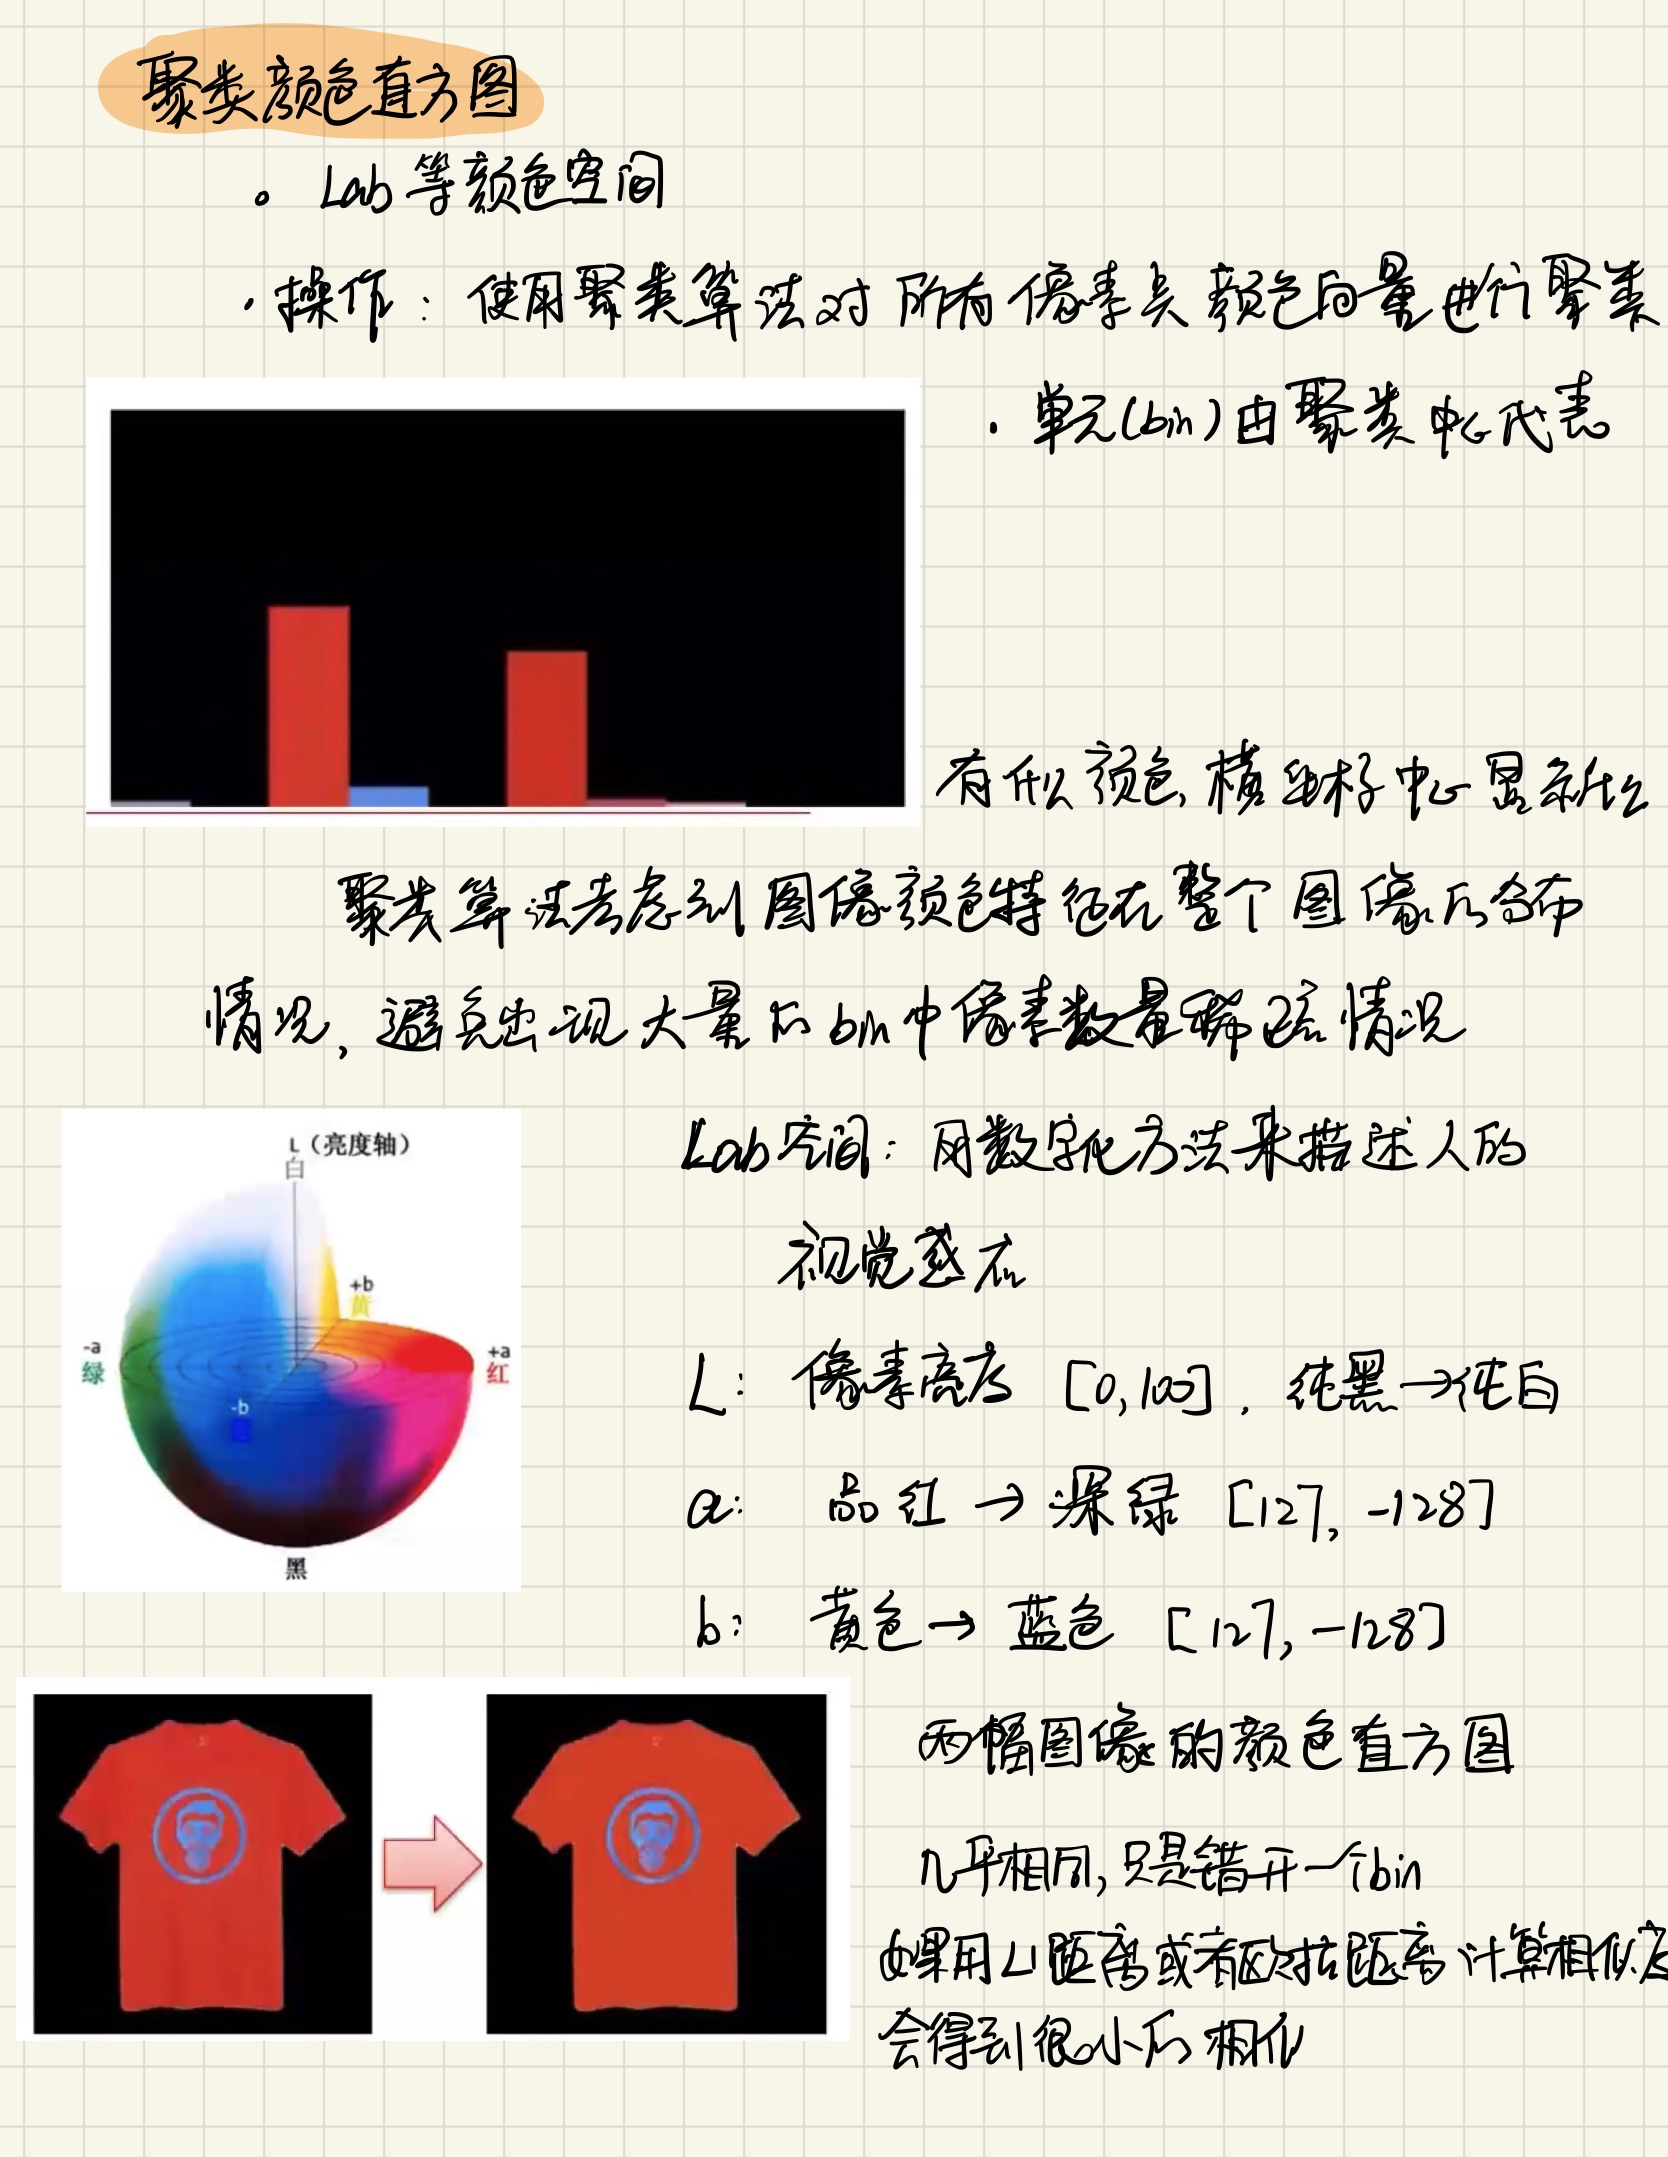 聚类颜色直方图
。Lab等颜色空间
·操作：使用聚类算法对所有像素点颜色向量进行聚类
·单元(bin)由聚类中心代表
有什么颜色，横坐标中心显示什么
聚类算法考虑到图像颜色特征在整个图像的分布
情况，避免出现大量的bin中像素数量稀疏情况
L（亮度轴）
白
Lab空间：用数字化方法来描述人的
视觉感应
+b
黄
-a
绿
+a
红
-b
L：像素亮度 [0,100]，纯黑→纯白
a：品红→深绿 [127, -128]
黑
b：黄色→蓝色 [127, -128]
两幅图像的颜色直方图
几乎相同，只是错开一个bin
如果用L1距离或者欧拉距离计算相似度
会得到很小的相似